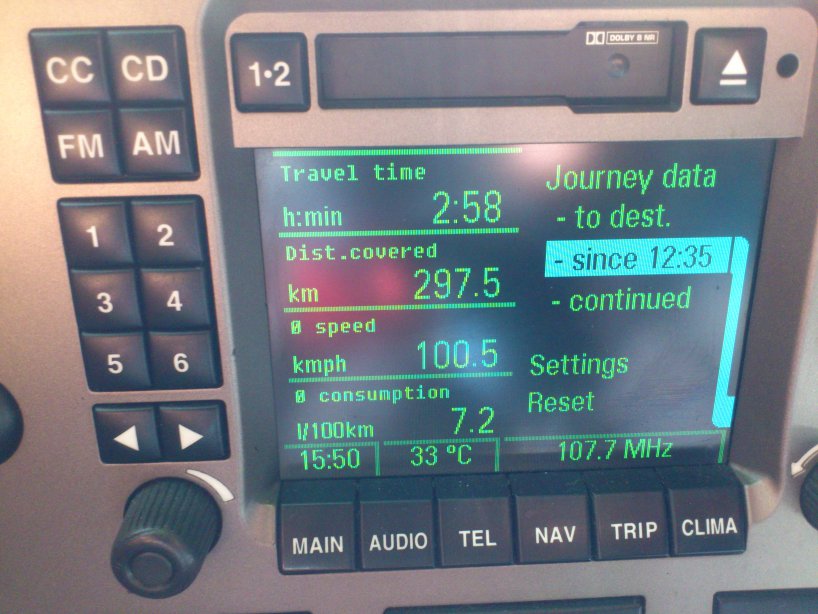 CC CD
FM AM
1•2
DOLBY B NR
1 2
3 4
5 6
Travel time
h:min 2:58
Dist.covered
km 297.5
Ø speed
kmph 100.5
Ø consumption
l/100km 7.2
15:50 33 °C 107.7 MHz
Journey data
- to dest.
- since 12:35
- continued
Settings
Reset
MAIN AUDIO TEL NAV TRIP CLIMA